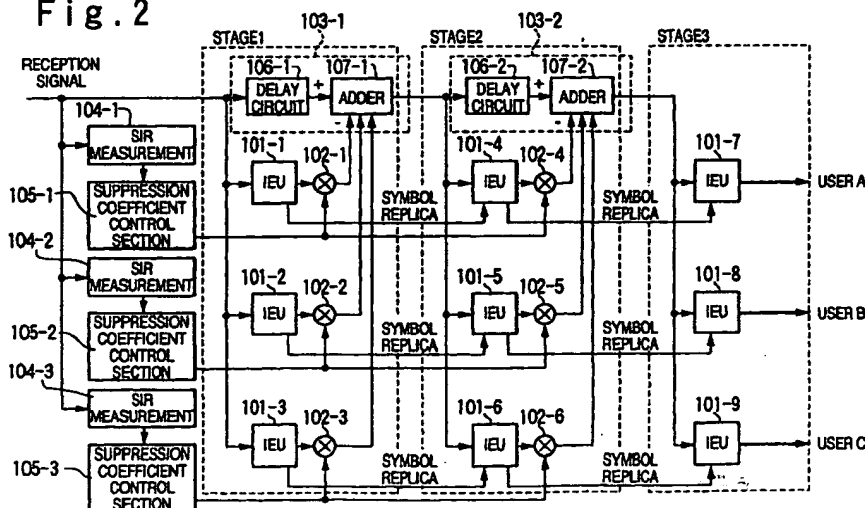 Fig. 2
103-1
103-2
STAGE1
STAGE2
STAGE3
RECEPTION
SIGNAL
106-1
107-1
106-2
107-2
DELAY
CIRCUIT
+
ADDER
-
DELAY
CIRCUIT
+
ADDER
-
104-1
SIR
MEASUREMENT
101-1
IEU
102-1
101-4
IEU
102-4
101-7
IEU
USER A
105-1
SUPPRESSION
COEFFICIENT
CONTROL
SECTION
SYMBOL
REPLICA
SYMBOL
REPLICA
104-2
SIR
MEASUREMENT
101-2
IEU
102-2
101-5
IEU
102-5
101-8
IEU
USER B
105-2
SUPPRESSION
COEFFICIENT
CONTROL
SECTION
SYMBOL
REPLICA
SYMBOL
REPLICA
104-3
SIR
MEASUREMENT
101-3
IEU
102-3
101-6
IEU
102-6
101-9
IEU
USER C
105-3
SUPPRESSION
COEFFICIENT
CONTROL
SECTION
SYMBOL
REPLICA
SYMBOL
REPLICA